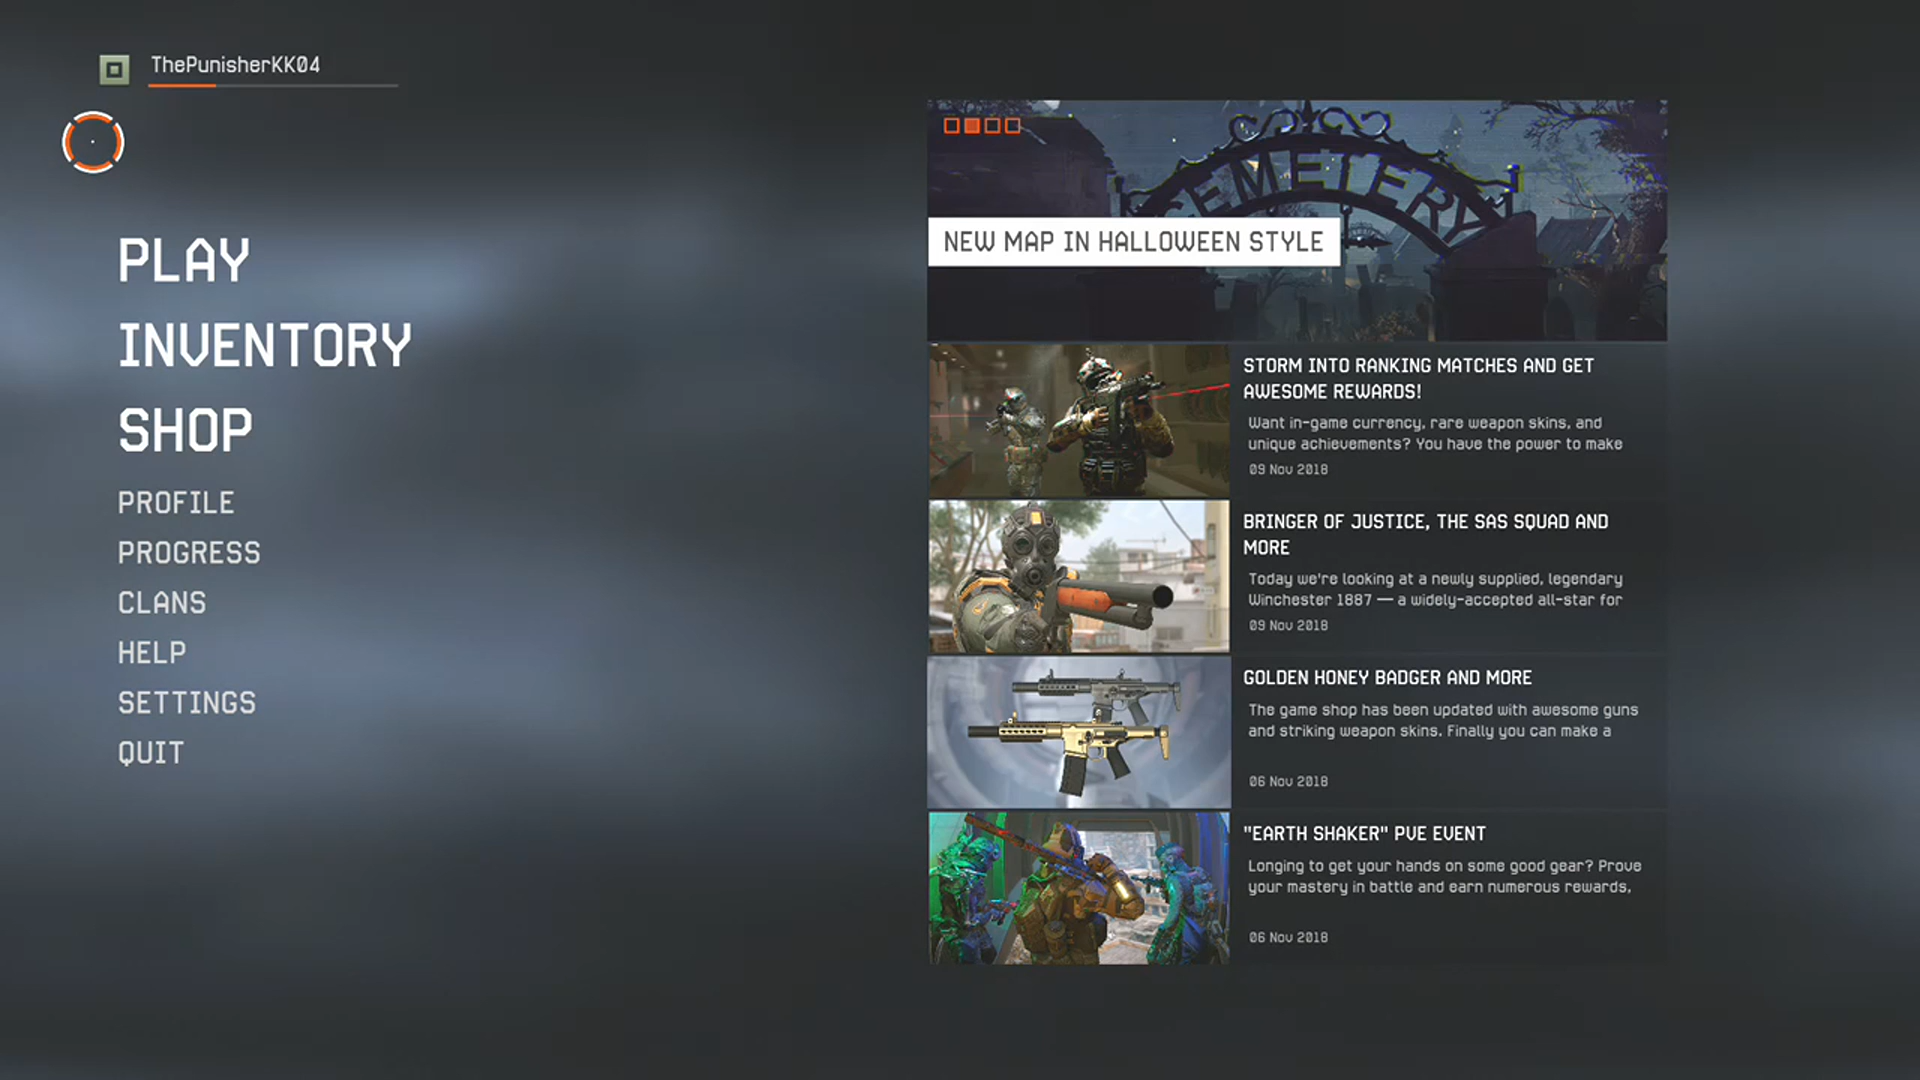 ThePunisherKK04
PLAY
INVENTORY
SHOP
PROFILE
PROGRESS
CLANS
HELP
SETTINGS
QUIT
CEMETERY
NEW MAP IN HALLOWEEN STYLE
STORM INTO RANKING MATCHES AND GET
AWESOME REWARDS!
Want in-game currency, rare weapon skins, and
unique achievements? You have the power to make
09 Nov 2018
BRINGER OF JUSTICE, THE SAS SQUAD AND
MORE
Today we're looking at a newly supplied, legendary
Winchester 1887 — a widely-accepted all-star for
09 Nov 2018
GOLDEN HONEY BADGER AND MORE
The game shop has been updated with awesome guns
and striking weapon skins. Finally you can make a
06 Nov 2018
"EARTH SHAKER" PVE EVENT
Longing to get your hands on some good gear? Prove
your mastery in battle and earn numerous rewards,
06 Nov 2018